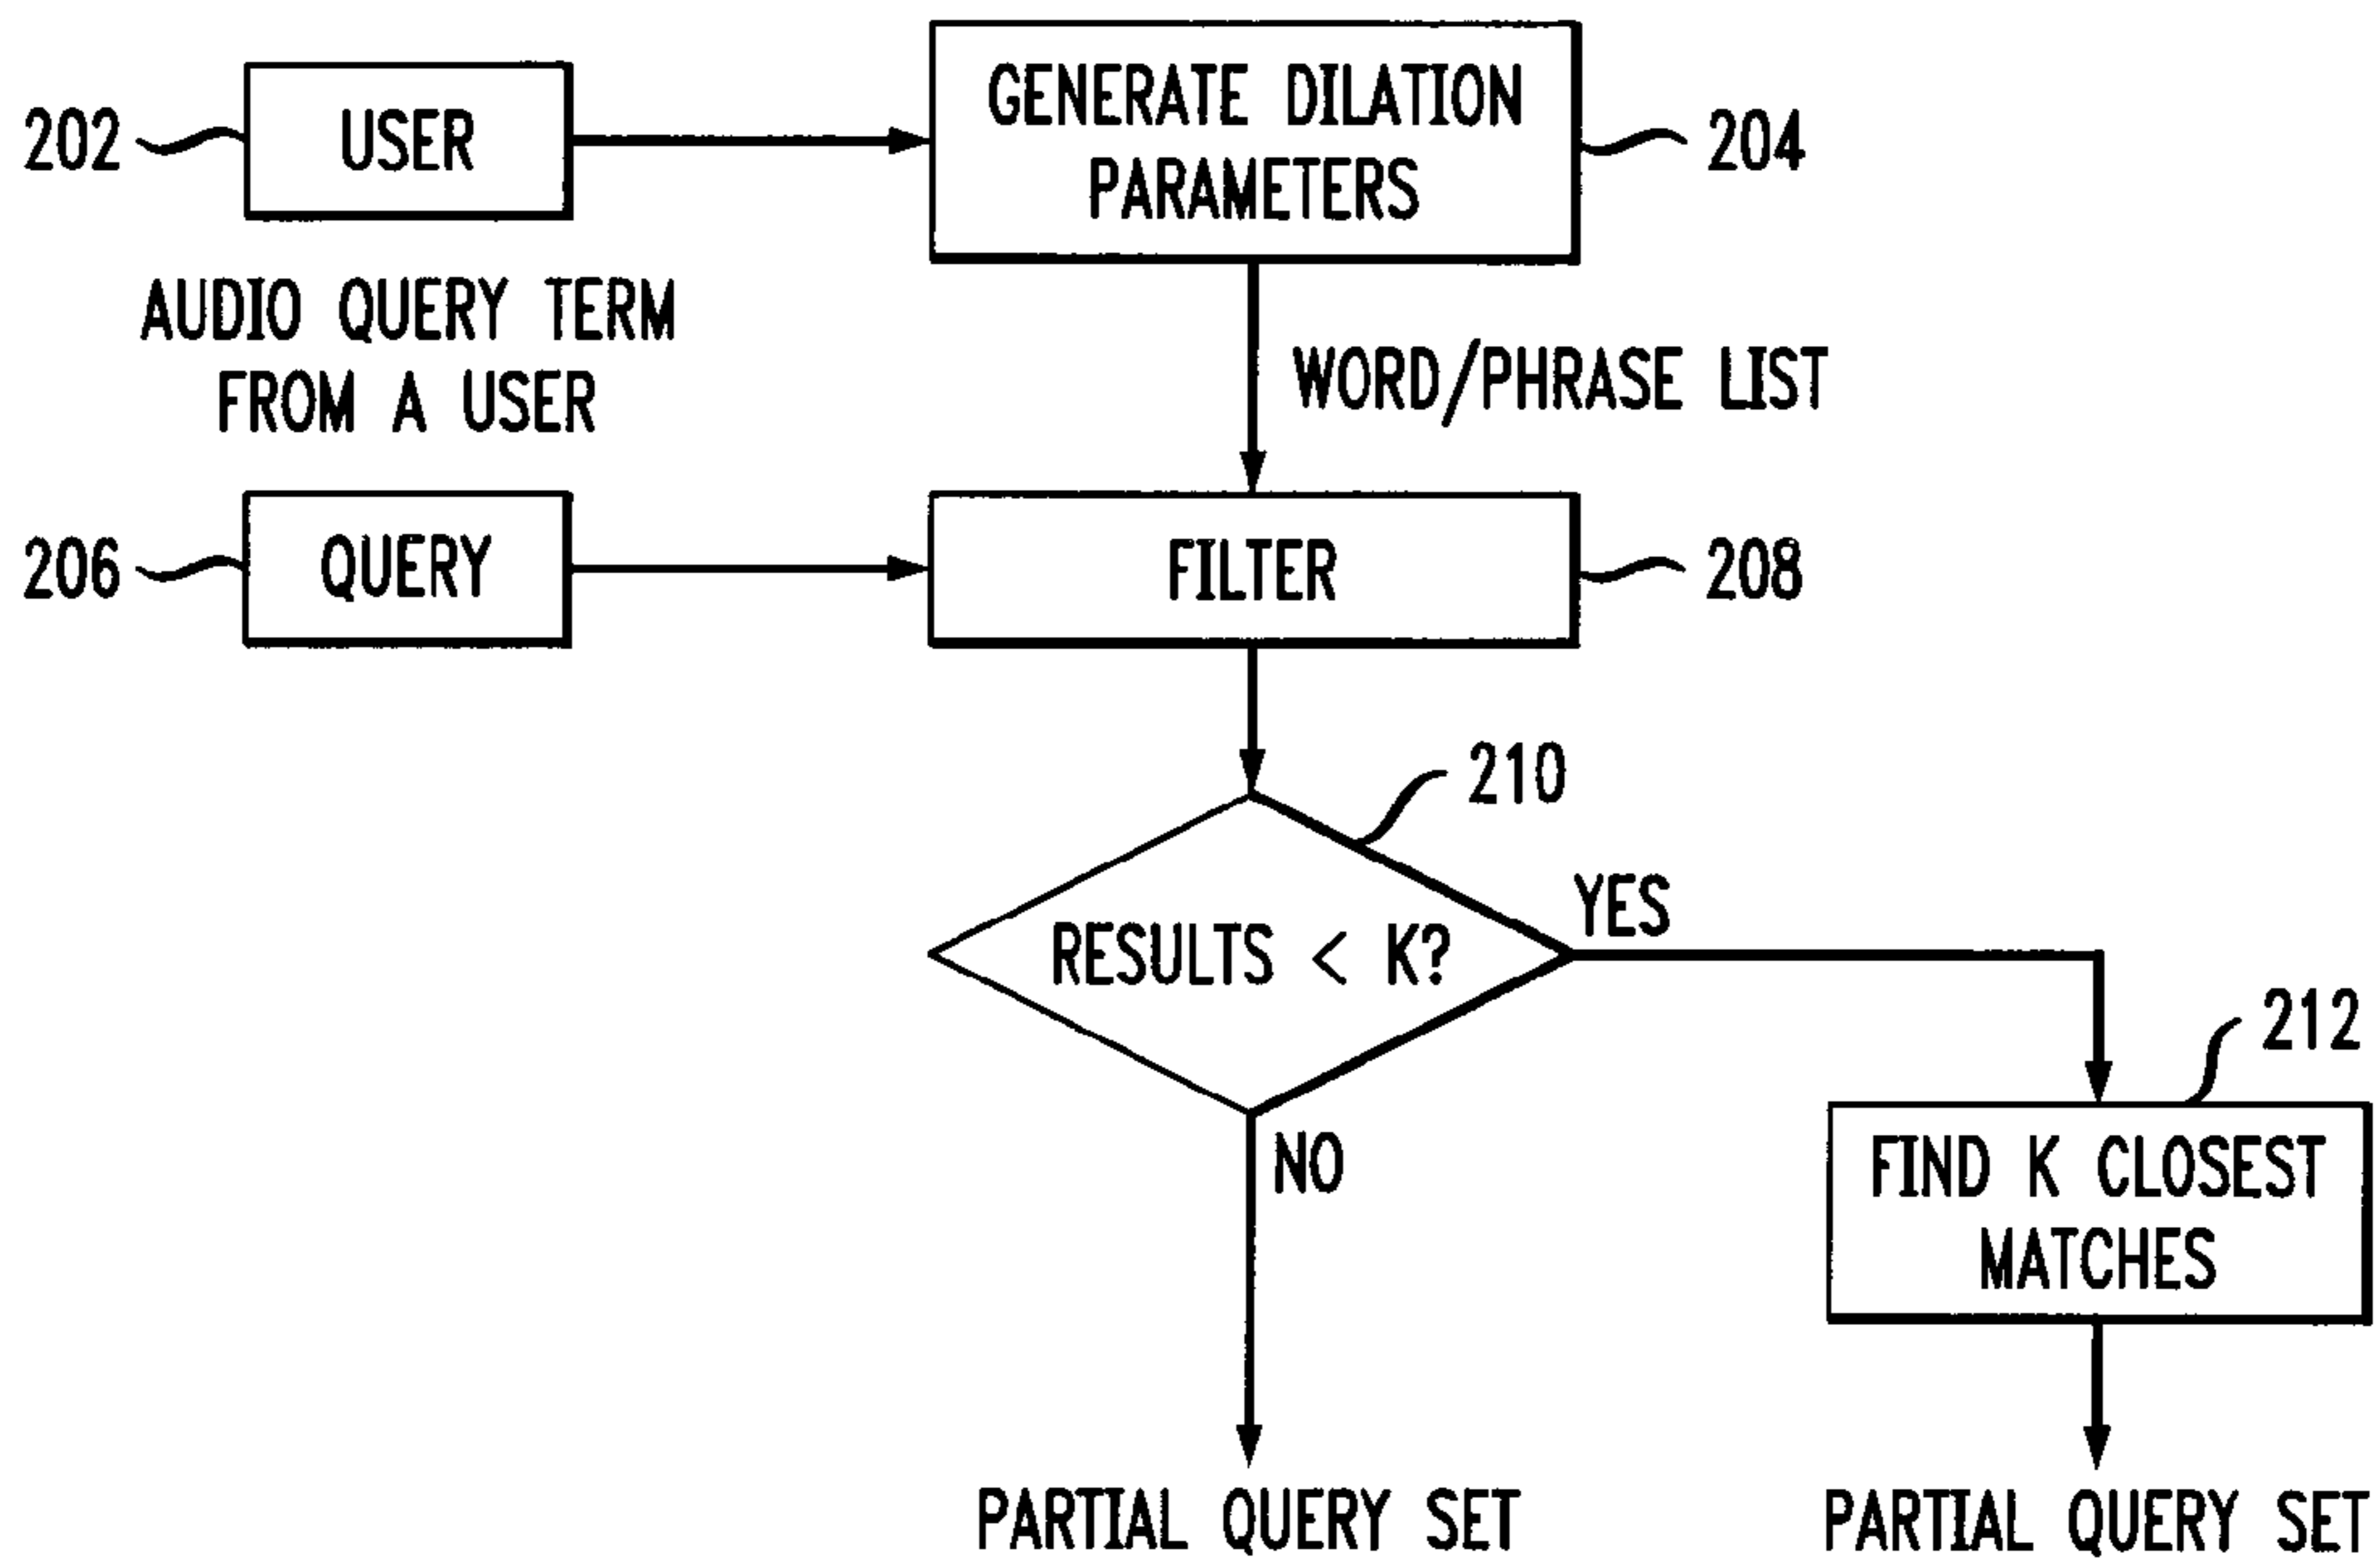 202
USER
GENERATE DILATION
PARAMETERS
204
AUDIO QUERY TERM
FROM A USER
WORD/PHRASE LIST
206
QUERY
FILTER
208
210
RESULTS < K?
YES
NO
212
FIND K CLOSEST
MATCHES
PARTIAL QUERY SET
PARTIAL QUERY SET